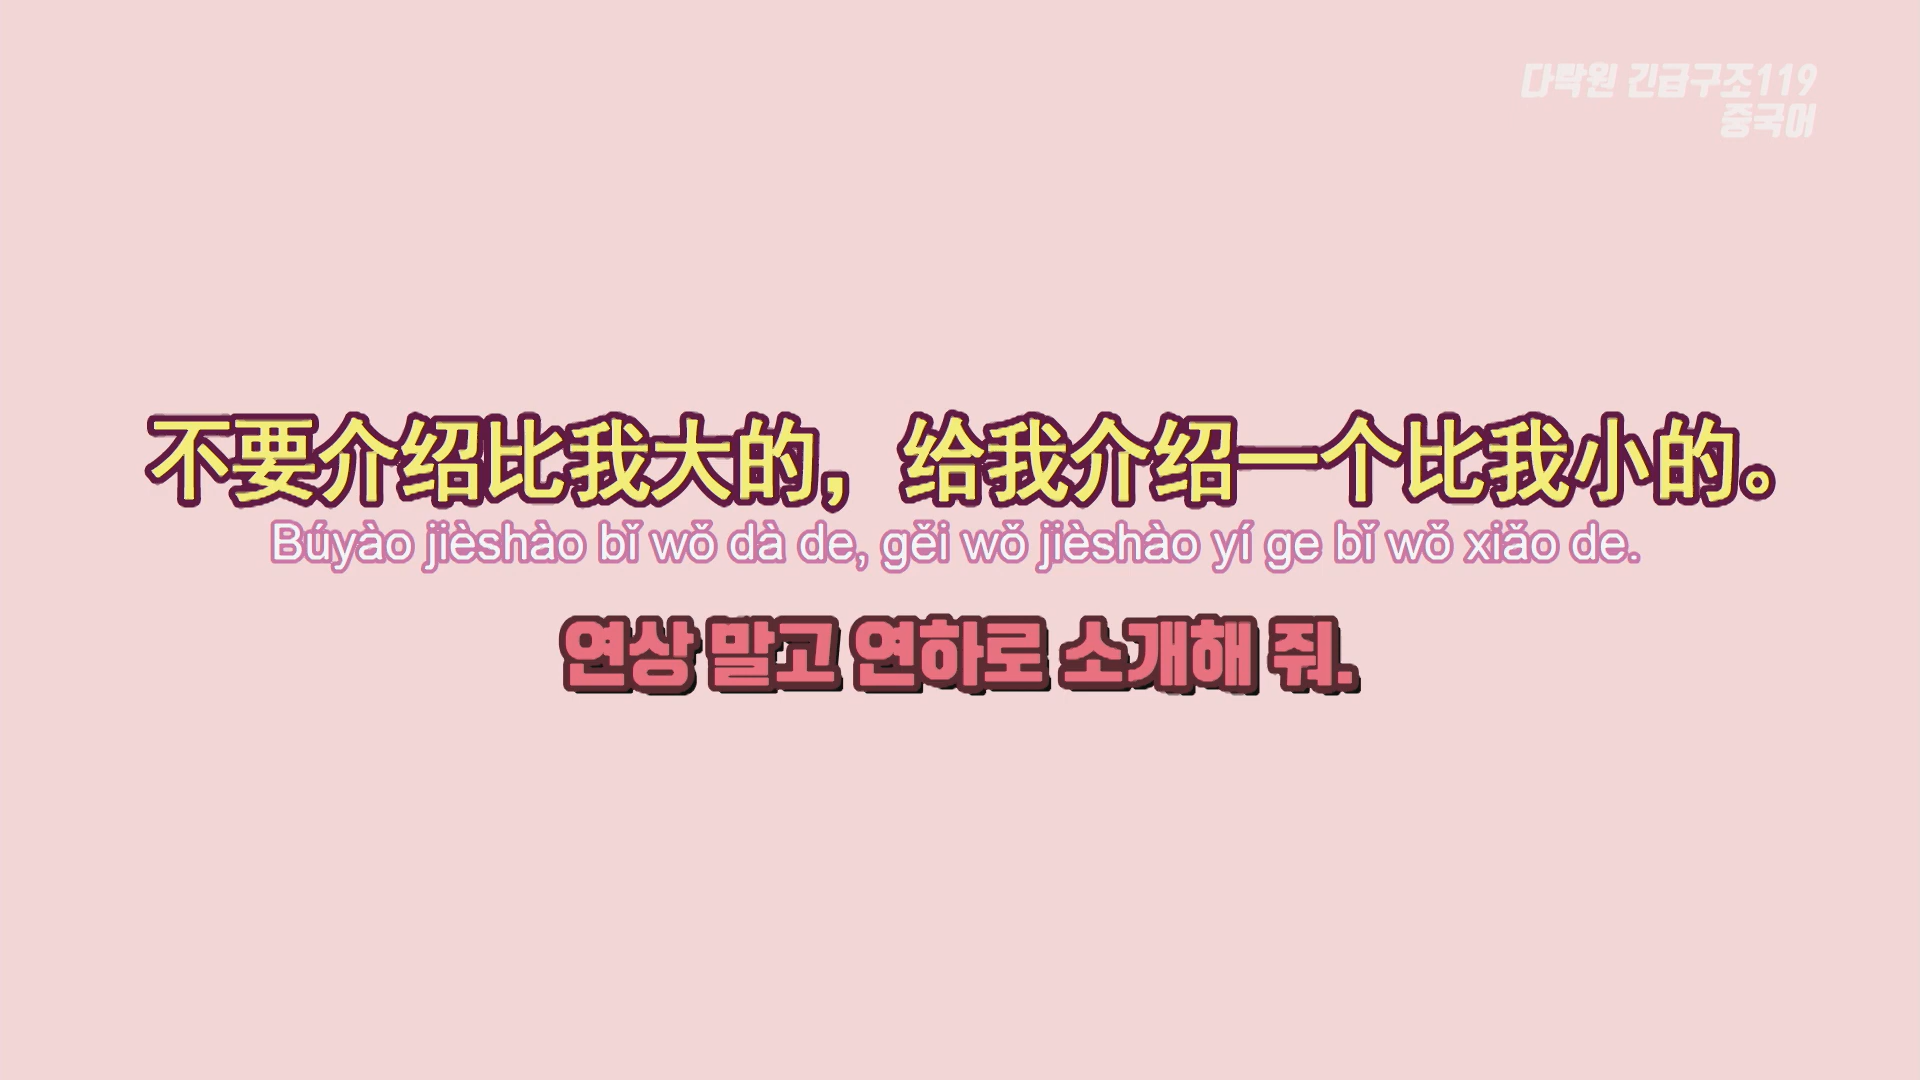 다락원 긴급구조119
중국어
不要介绍比我大的，给我介绍一个比我小的。
Búyào jièshào bǐ wǒ dà de, gěi wǒ jièshào yí ge bǐ wǒ xiǎo de.
연상 말고 연하로 소개해 줘.